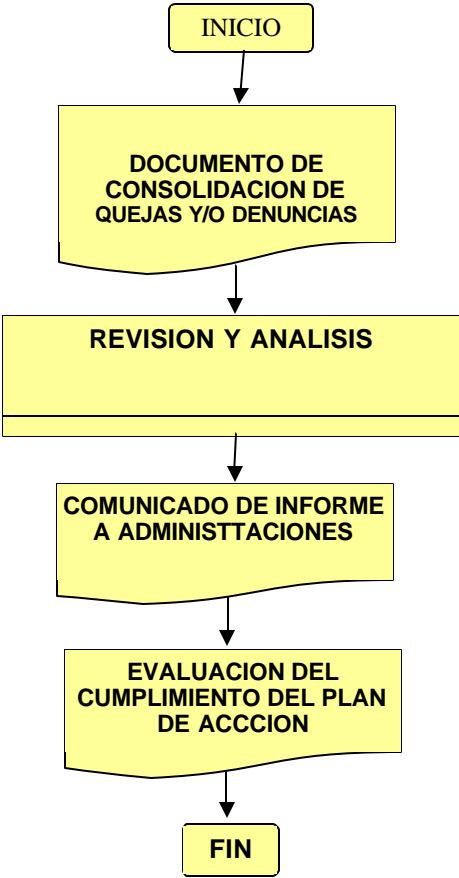 INICIO
DOCUMENTO DE
CONSOLIDACION DE
QUEJAS Y/O DENUNCIAS
REVISION Y ANALISIS
COMUNICADO DE INFORME
A ADMINISTTACIONES
EVALUACION DEL
CUMPLIMIENTO DEL PLAN
DE ACCCION
FIN